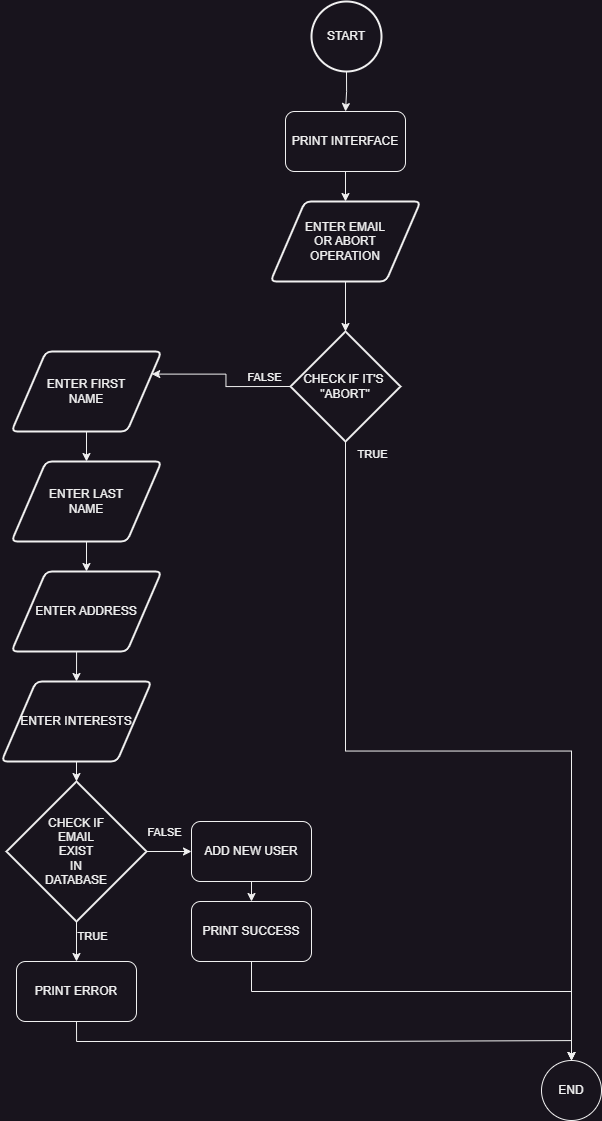 START
PRINT INTERFACE
ENTER EMAIL
OR ABORT
OPERATION
CHECK IF IT'S
"ABORT"
FALSE
TRUE
ENTER FIRST
NAME
ENTER LAST
NAME
ENTER ADDRESS
ENTER INTERESTS
CHECK IF
EMAIL
EXIST
IN
DATABASE
FALSE
ADD NEW USER
PRINT SUCCESS
TRUE
PRINT ERROR
END